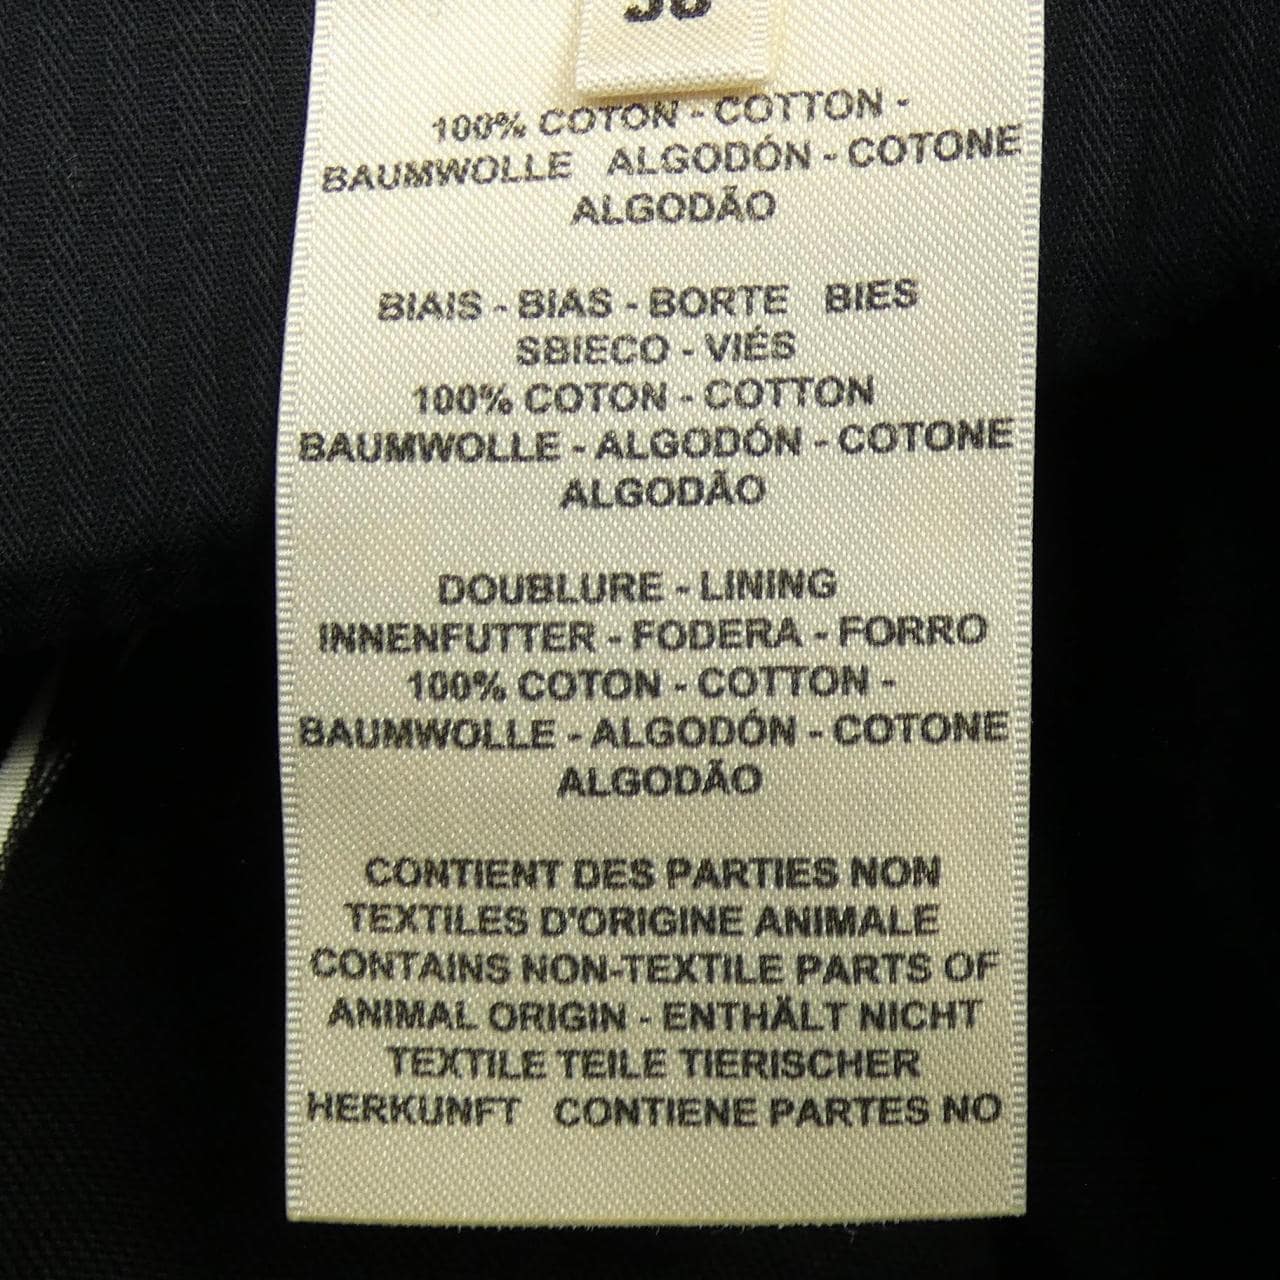 100% COTON - COTTON -
BAUMWOLLE ALGODÓN - COTONE
ALGODÃO
BIAIS - BIAS - BORTE BIES
SBIECO - VIÉS
100% COTON - COTTON
BAUMWOLLE - ALGODÓN - COTONE
ALGODÃO
DOUBLURE - LINING
INNENFUTTER - FODERA - FORRO
100% COTON - COTTON -
BAUMWOLLE - ALGODÓN - COTONE
ALGODÃO
CONTIENT DES PARTIES NON
TEXTILES D'ORIGINE ANIMALE
CONTAINS NON-TEXTILE PARTS OF
ANIMAL ORIGIN - ENTHÄLT NICHT
TEXTILE TEILE TIERISCHER
HERKUNFT CONTIENE PARTES NO